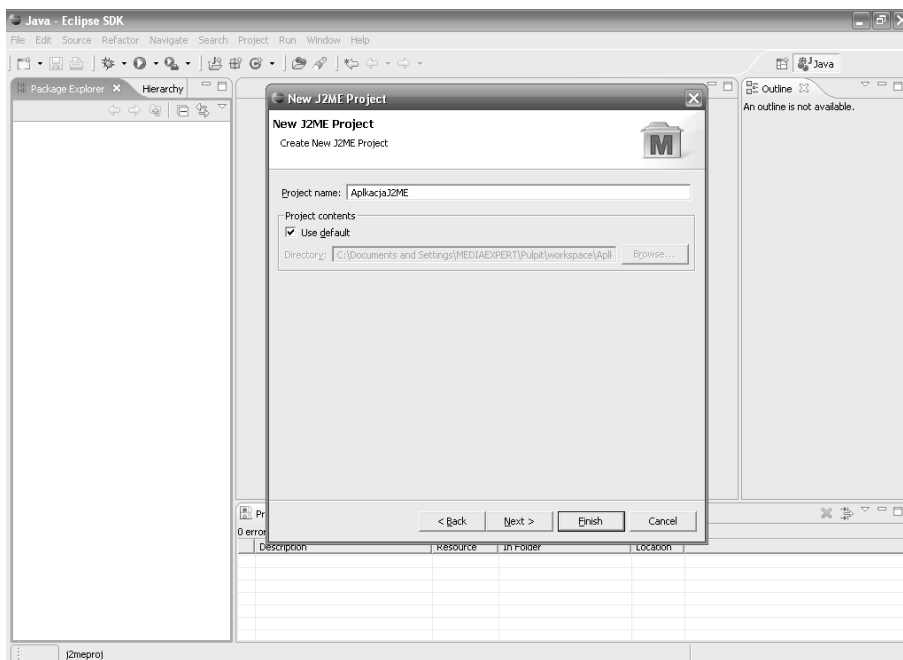 Java - Eclipse SDK
File Edit Source Refactor Navigate Search Project Run Window Help
Java
Package Explorer Hierarchy
Outline
An outline is not available.
New J2ME Project
New J2ME Project
Create New J2ME Project
M
Project name: AplkacjaJ2ME
Project contents
Use default
Directory: C:\Documents and Settings\MEDIAEXPERT\Pulpit\workspace\Aplk
Browse...
< Back Next > Finish Cancel
Pr
0 error
Description Resource In Folder Location
j2meproj